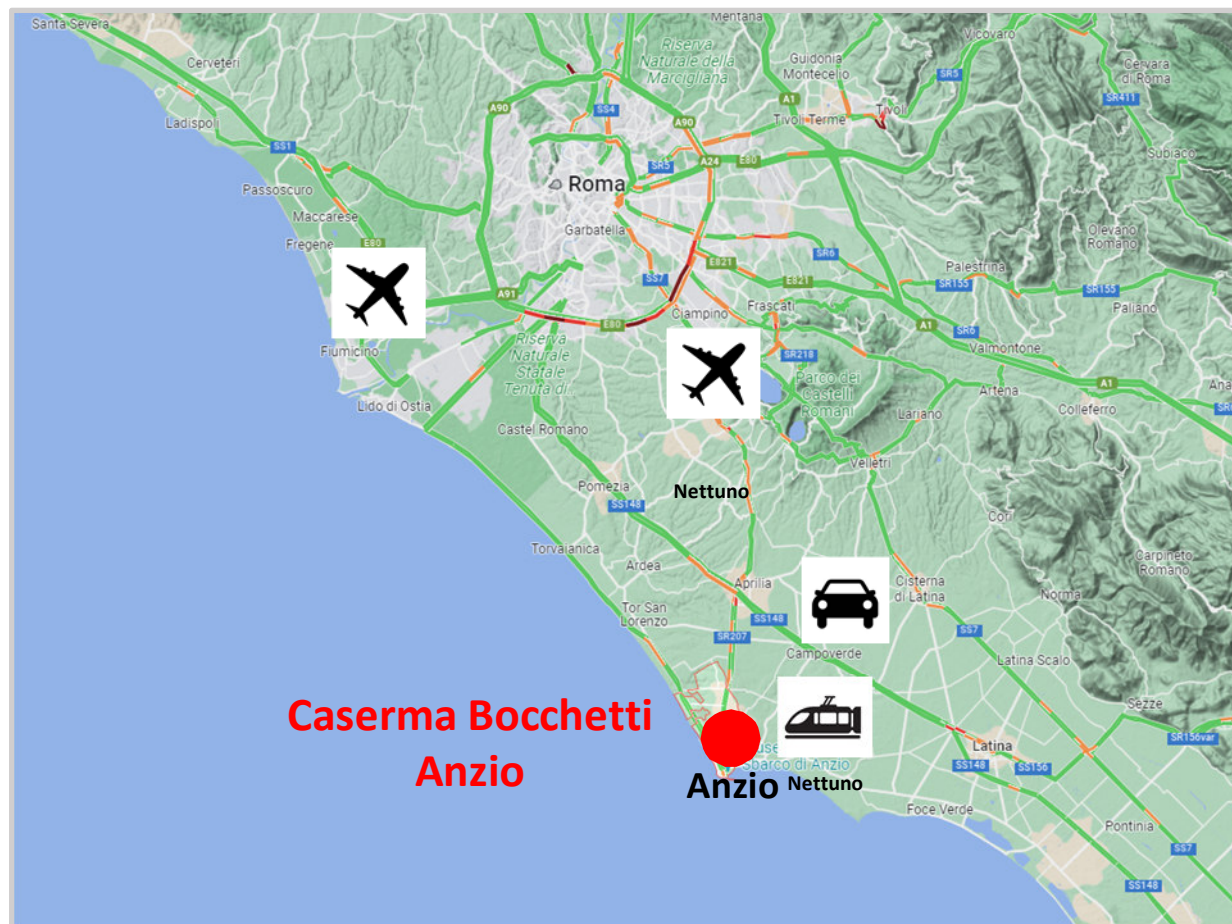 Santa Severa
Cerveteri
Ladispoli
SS1
Passoscuro
Maccarese
Fregene
E80
A90
SS4
Riserva
Naturale della
Marcigliana
Mentana
Guidonia
Montecelio
SR5
Vicovaro
Cervara
di Roma
SR411
A1
Tivoli
Tivoli Terme
A90
SR5
A24
E80
Subiaco
Roma
Garbatella
SS7
E821
SR6
E821
Olevano
Romano
Palestrina
SR155
SR155
Paliano
A91
E80
Ciampino
Frascati
A1
SR6
Valmontone
Fiumicino
Riserva
Naturale
Statale
Tenuta di...
SR218
Parco dei
Castelli
Romani
Artena
A1
Colleferro
Lido di Ostia
Castel Romano
Lariano
Velletri
Pomezia
SS148
Nettuno
Cori
Torvaianica
Ardea
Aprilia
Carpineto
Romano
Cisterna
di Latina
Norma
Tor San
Lorenzo
SS148
SR207
SS7
Campoverde
Latina Scalo
Sezze
SR156var
Caserma Bocchetti
Anzio
Sbarco di Anzio
Anzio
Nettuno
Latina
SS148
SS156
Foce Verde
Pontinia
SS7
SS148